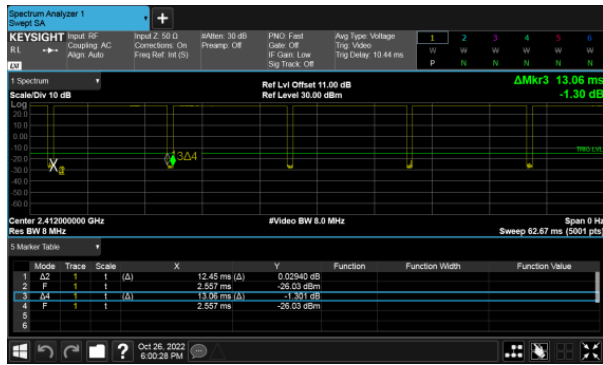 Spectrum Analyzer 1
Swept SA
KEYSIGHT Input: RF Input Z: 50 Ω #Atten: 30 dB PNO: Fast Avg Type: Voltage 1 2 3 4 5 6
RL Coupling: AC Corrections: On Preamp: Off Gate: Off Trig: Video W W W W W W
Align: Auto Freq Ref: Int (S) IF Gain: Low Trig Delay: 10.44 ms P N N N N N
LXI Sig Track: Off
1 Spectrum Ref Lvl Offset 11.00 dB ΔMkr3 13.06 ms
Scale/Div 10 dB Ref Level 30.00 dBm -1.30 dB
Log
20.0
10.0
0.00
-10.0
TRIG LVL
-20.0
3Δ4
-30.0
-40.0
-50.0
-60.0
Center 2.412000000 GHz #Video BW 8.0 MHz Span 0 Hz
Res BW 8 MHz Sweep 62.67 ms (5001 pts)
5 Marker Table
Mode Trace Scale X Y Function Function Width Function Value
1 Δ2 1 t (Δ) 12.45 ms (Δ) 0.02940 dB
2 F 1 t 2.557 ms -26.03 dBm
3 Δ4 1 t (Δ) 13.06 ms (Δ) -1.301 dB
4 F 1 t 2.557 ms -26.03 dBm
5
6
? Oct 26, 2022
6:00:28 PM